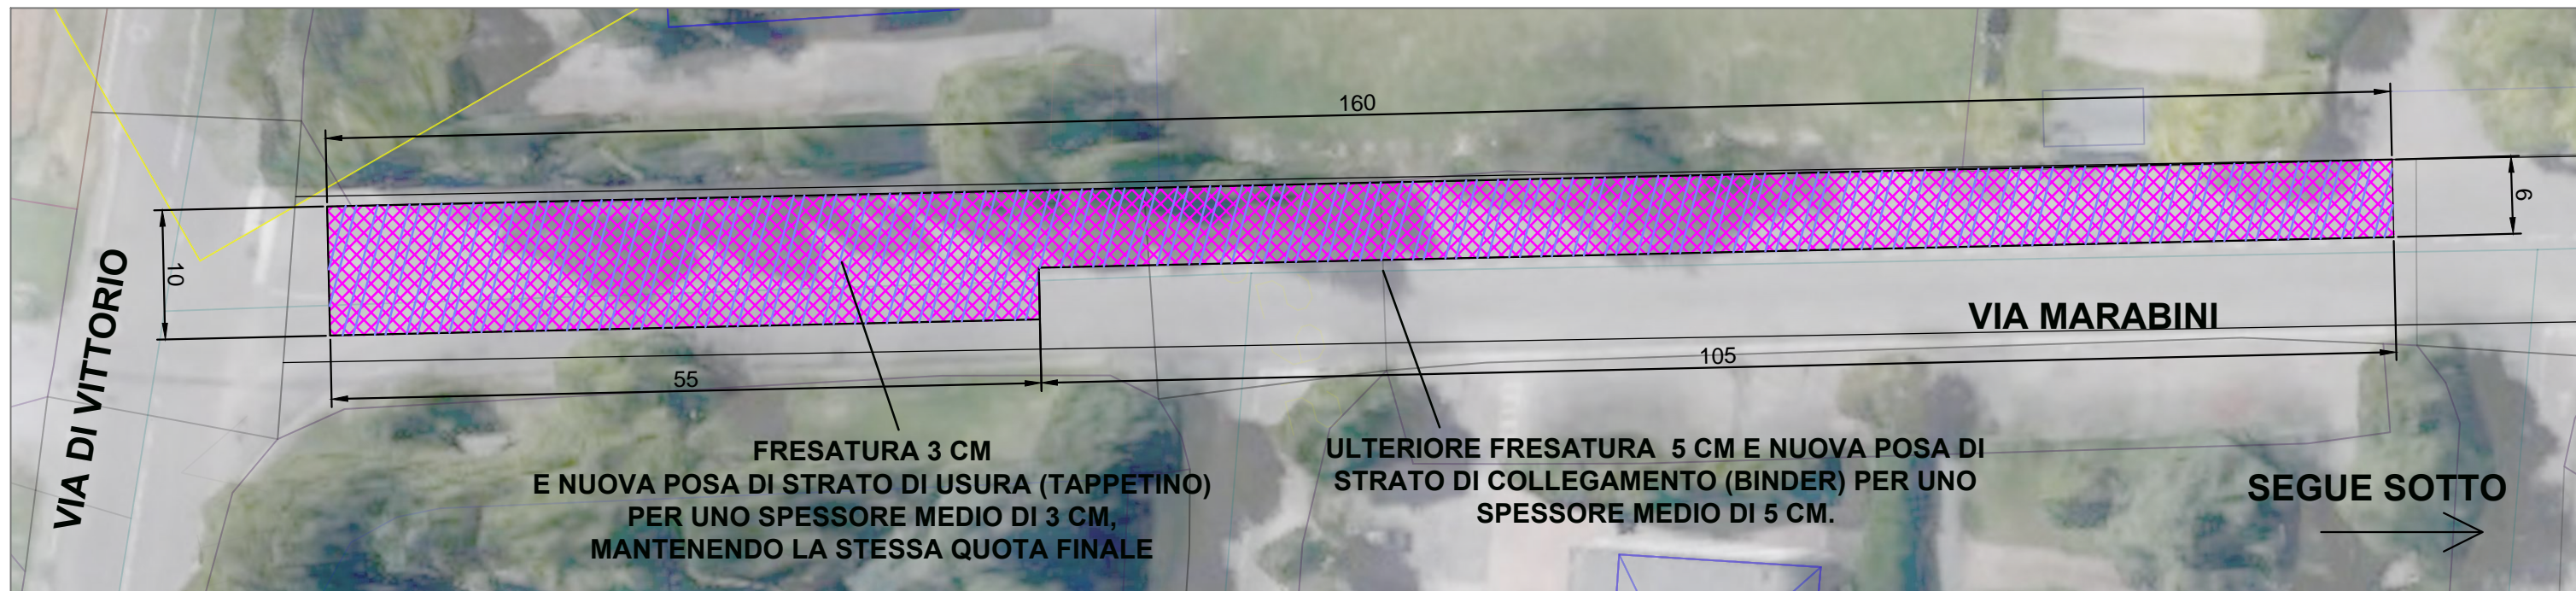 160
10
6
VIA DI VITTORIO
VIA MARABINI
55
105
FRESATURA 3 CM
E NUOVA POSA DI STRATO DI USURA (TAPPETINO)
PER UNO SPESSORE MEDIO DI 3 CM,
MANTENENDO LA STESSA QUOTA FINALE
ULTERIORE FRESATURA 5 CM E NUOVA POSA DI
STRATO DI COLLEGAMENTO (BINDER) PER UNO
SPESSORE MEDIO DI 5 CM.
SEGUE SOTTO